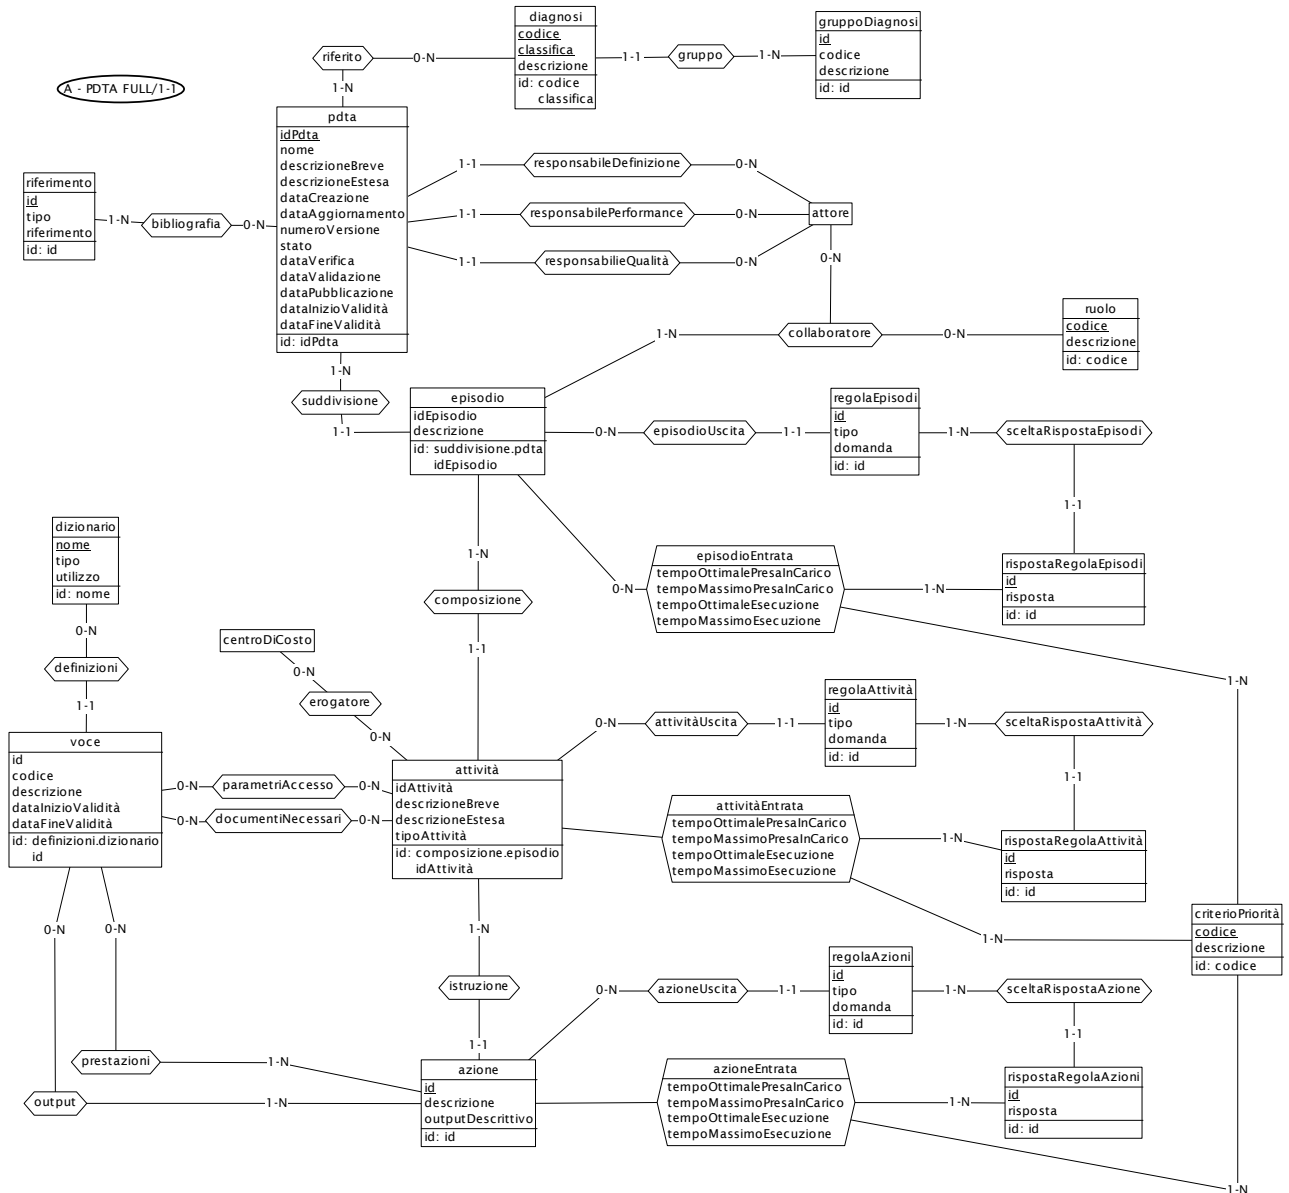 diagnosi
codice
classifica
descrizione
id: codice
classifica
gruppoDiagnosi
id
codice
descrizione
id: id
riferito
0-N
1-1
gruppo
1-N
1-N
A - PDTA FULL/1-1
pdta
idPdta
nome
descrizioneBreve
descrizioneEstesa
dataCreazione
dataAggiornamento
numeroVersione
stato
dataVerifica
dataValidazione
dataPubblicazione
dataInizioValidità
dataFineValidità
id: idPdta
riferimento
id
tipo
riferimento
id: id
1-N
bibliografia
0-N
1-1
responsabileDefinizione
0-N
1-1
responsabilePerformance
0-N
1-1
responsabilieQualità
0-N
attore
0-N
1-N
collaboratore
0-N
ruolo
codice
descrizione
id: codice
1-N
suddivisione
1-1
episodio
idEpisodio
descrizione
id: suddivisione.pdta
idEpisodio
0-N
episodioUscita
1-1
regolaEpisodi
id
tipo
domanda
id: id
1-N
sceltaRispostaEpisodi
1-1
dizionario
nome
tipo
utilizzo
id: nome
0-N
definizioni
1-1
1-N
composizione
1-1
0-N
episodioEntrata
tempoOttimalePresaInCarico
tempoMassimoPresaInCarico
tempoOttimaleEsecuzione
tempoMassimoEsecuzione
1-N
rispostaRegolaEpisodi
id
risposta
id: id
1-N
centroDiCosto
0-N
erogatore
0-N
voce
id
codice
descrizione
dataInizioValidità
dataFineValidità
id: definizioni.dizionario
id
0-N
parametriAccesso
0-N
0-N
documentiNecessari
0-N
attività
idAttività
descrizioneBreve
descrizioneEstesa
tipoAttività
id: composizione.episodio
idAttività
0-N
attivitàUscita
1-1
regolaAttività
id
tipo
domanda
id: id
1-N
sceltaRispostaAttività
1-1
attivitàEntrata
tempoOttimalePresaInCarico
tempoMassimoPresaInCarico
tempoOttimaleEsecuzione
tempoMassimoEsecuzione
1-N
rispostaRegolaAttività
id
risposta
id: id
1-N
criterioPriorità
codice
descrizione
id: codice
0-N
0-N
1-N
istruzione
1-1
0-N
azioneUscita
1-1
regolaAzioni
id
tipo
domanda
id: id
1-N
sceltaRispostaAzione
1-1
prestazioni
1-N
output
1-N
azione
id
descrizione
outputDescrittivo
id: id
azioneEntrata
tempoOttimalePresaInCarico
tempoMassimoPresaInCarico
tempoOttimaleEsecuzione
tempoMassimoEsecuzione
1-N
rispostaRegolaAzioni
id
risposta
id: id
1-N